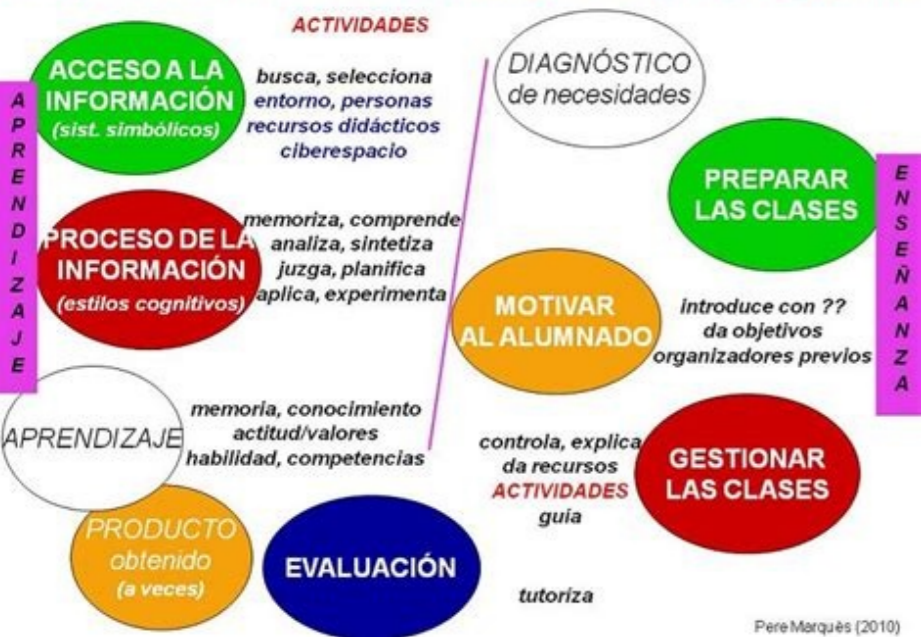 APRENDIZAJE
ACTIVIDADES
ACCESO A LA
INFORMACIÓN
(sist. simbólicos)
busca, selecciona
entorno, personas
recursos didácticos
ciberespacio
PROCESO DE LA
INFORMACIÓN
(estilos cognitivos)
memoriza, comprende
analiza, sintetiza
juzga, planifica
aplica, experimenta
APRENDIZAJE
memoria, conocimiento
actitud/valores
habilidad, competencias
PRODUCTO
obtenido
(a veces)
EVALUACIÓN
DIAGNÓSTICO
de necesidades
PREPARAR
LAS CLASES
ENSEÑANZA
MOTIVAR
AL ALUMNADO
introduce con ??
da objetivos
organizadores previos
controla, explica
da recursos
ACTIVIDADES
guía
GESTIONAR
LAS CLASES
tutoriza
Pere Marquès (2010)